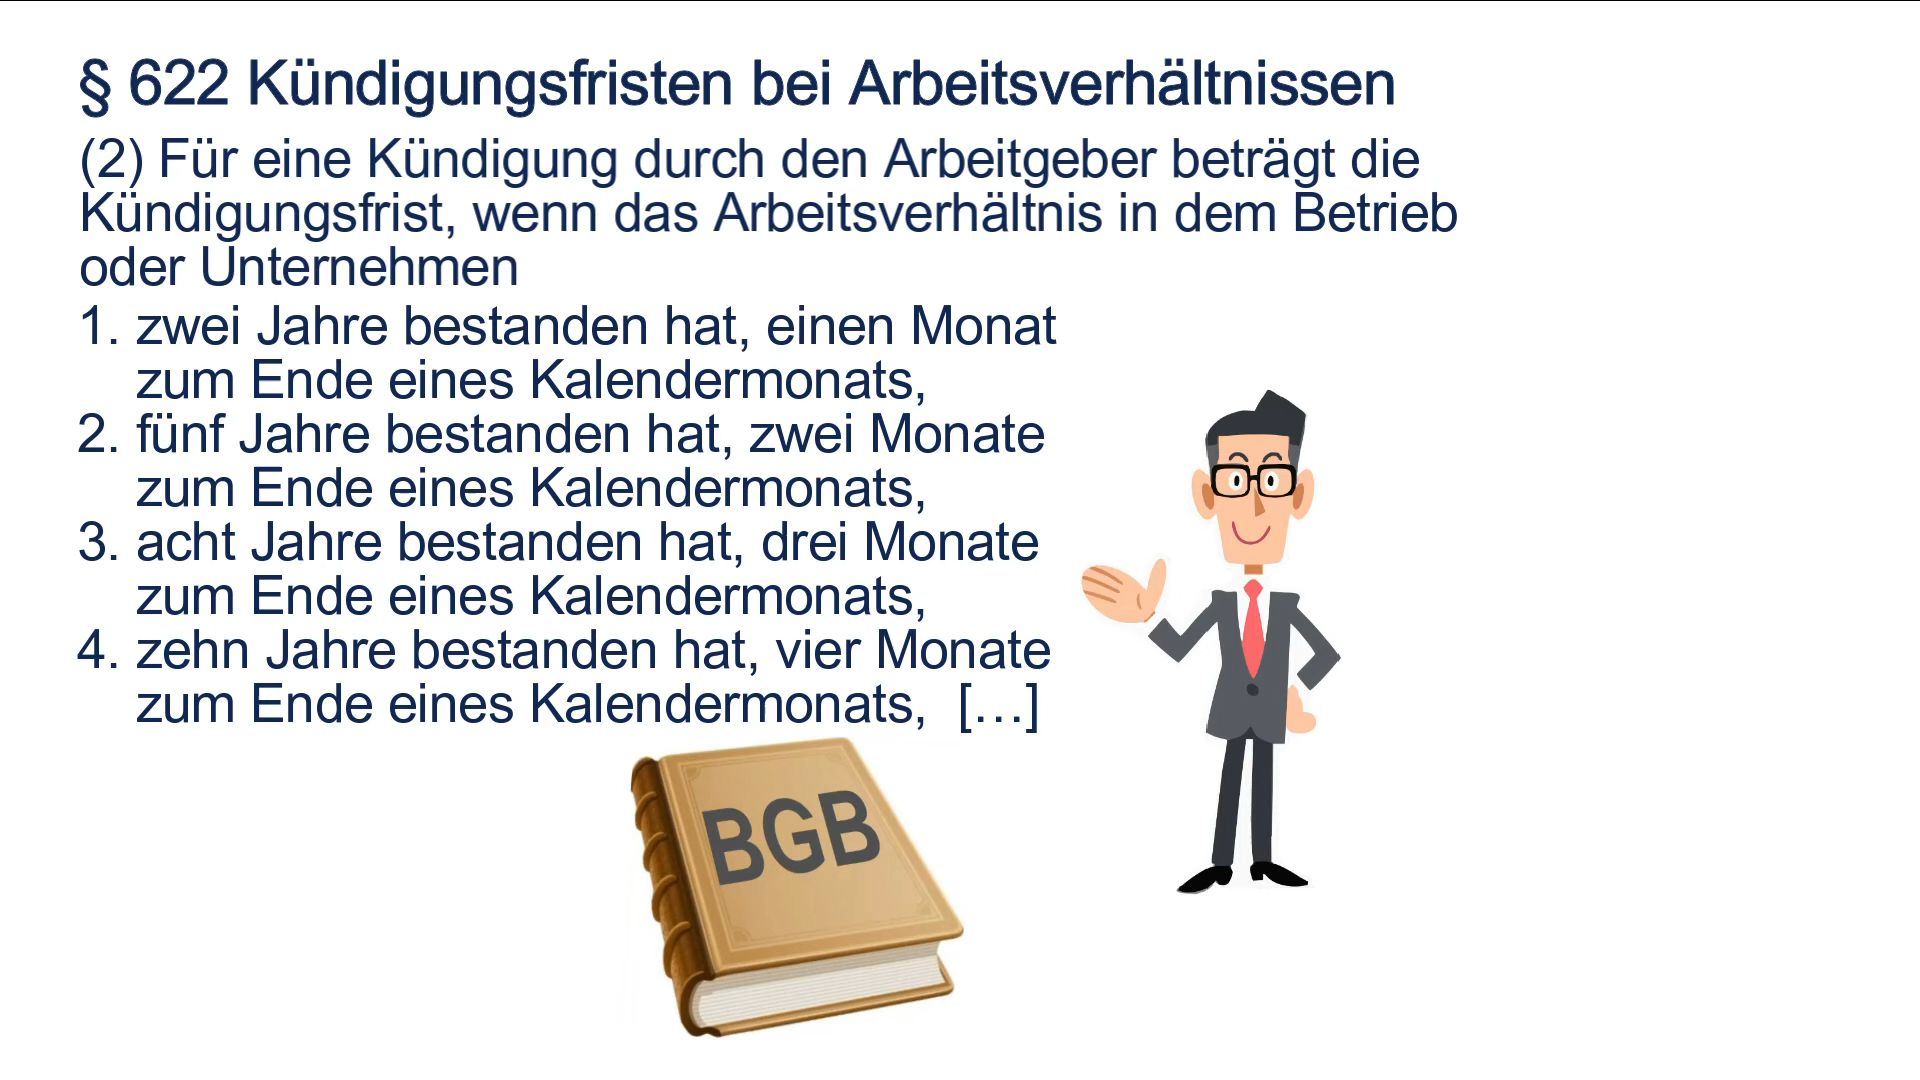 § 622 Kündigungsfristen bei Arbeitsverhältnissen
(2) Für eine Kündigung durch den Arbeitgeber beträgt die
Kündigungsfrist, wenn das Arbeitsverhältnis in dem Betrieb
oder Unternehmen
1. zwei Jahre bestanden hat, einen Monat
zum Ende eines Kalendermonats,
2. fünf Jahre bestanden hat, zwei Monate
zum Ende eines Kalendermonats,
3. acht Jahre bestanden hat, drei Monate
zum Ende eines Kalendermonats,
4. zehn Jahre bestanden hat, vier Monate
zum Ende eines Kalendermonats, […]
BGB